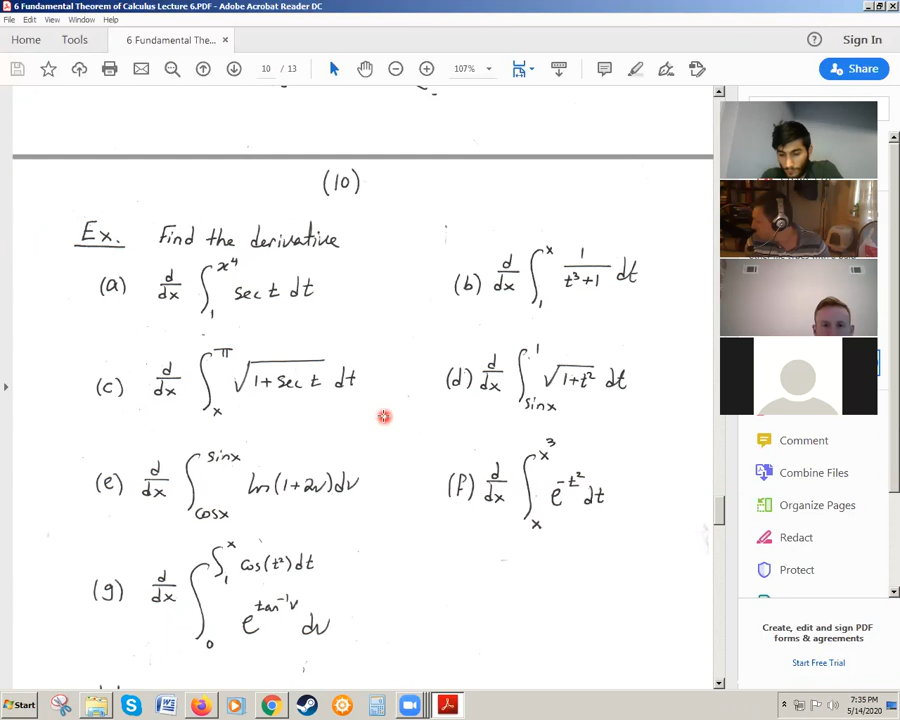 6 Fundamental Theorem of Calculus Lecture 6.PDF - Adobe Acrobat Reader DC
File Edit View Window Help
Home Tools 6 Fundamental The... × Sign In
10 / 13 107% Share
(10)
Ex. Find the derivative
(a) d/dx ∫_1^{x^4} sec t dt
(b) d/dx ∫_1^x 1/(t^3+1) dt
(c) d/dx ∫_x^π √(1+sec t) dt
(d) d/dx ∫_{sinx}^1 √(1+t^2) dt
(e) d/dx ∫_{cosx}^{sinx} ln(1+2v)dv
(f) d/dx ∫_x^{x^3} e^{-t^2} dt
(g) d/dx ∫_0^{∫_1^x cos(t^2)dt} e^{tan^{-1}v} dv
Comment
Combine Files
Organize Pages
Redact
Protect
Create, edit and sign PDF
forms & agreements
Start Free Trial
Start
7:35 PM
5/14/2020